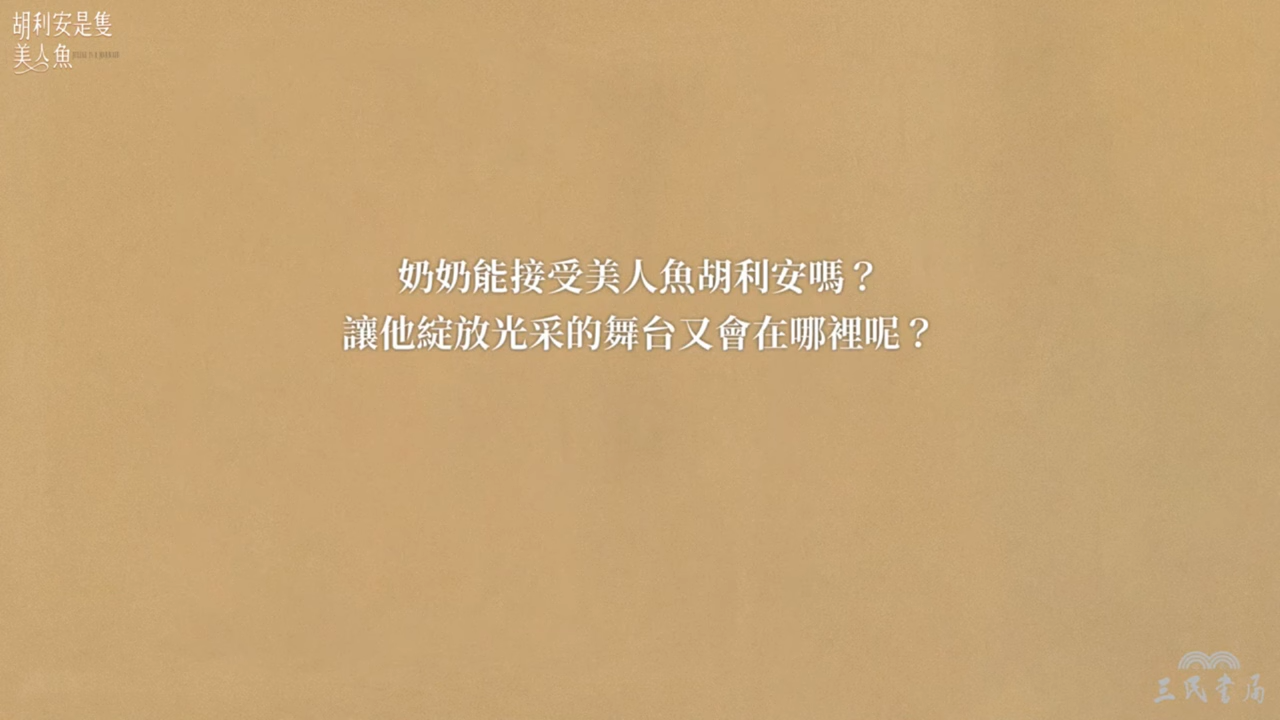 胡利安是隻
美人魚
奶奶能接受美人魚胡利安嗎？
讓他綻放光采的舞台又會在哪裡呢？
三民書局